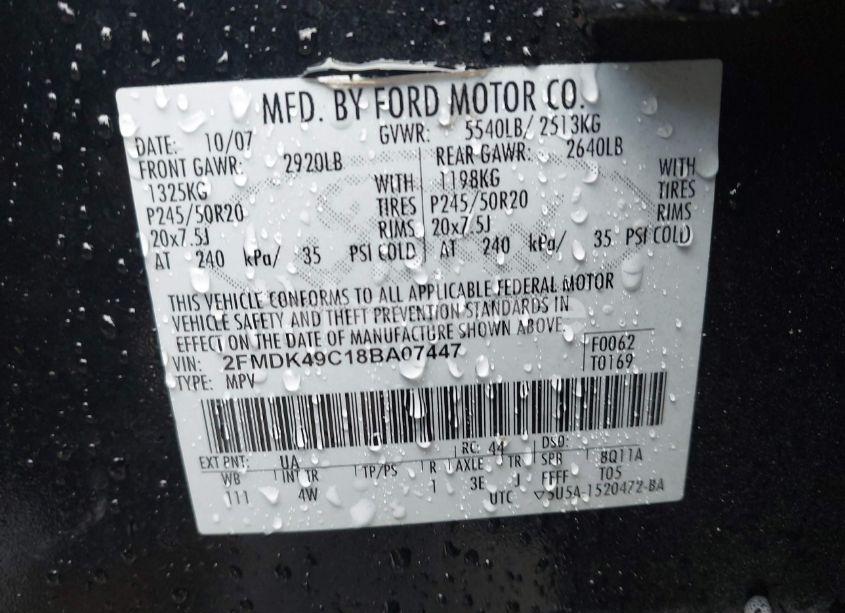 MFD. BY FORD MOTOR CO.
DATE: 10/07 GVWR: 5540LB/ 2513KG
FRONT GAWR: 2920LB REAR GAWR: 2640LB
1325KG WITH 1198KG WITH
P245/50R20 TIRES P245/50R20 TIRES
20x7.5J RIMS 20x7.5J RIMS
AT 240 kPa/ 35 PSI COLD AT 240 kPa/ 35 PSI COLD
THIS VEHICLE CONFORMS TO ALL APPLICABLE FEDERAL MOTOR
VEHICLE SAFETY AND THEFT PREVENTION STANDARDS IN
EFFECT ON THE DATE OF MANUFACTURE SHOWN ABOVE.
VIN: 2FMDK49C18BA07447 F0062
TYPE: MPV T0169
EXT PNT: UA RC: 44 DSO:
WB INT TR TP/PS R AXLE TR SPR 8Q11A
111 4W 1 3E J FFFF T05
UTC ▽5U5A-1520472-BA